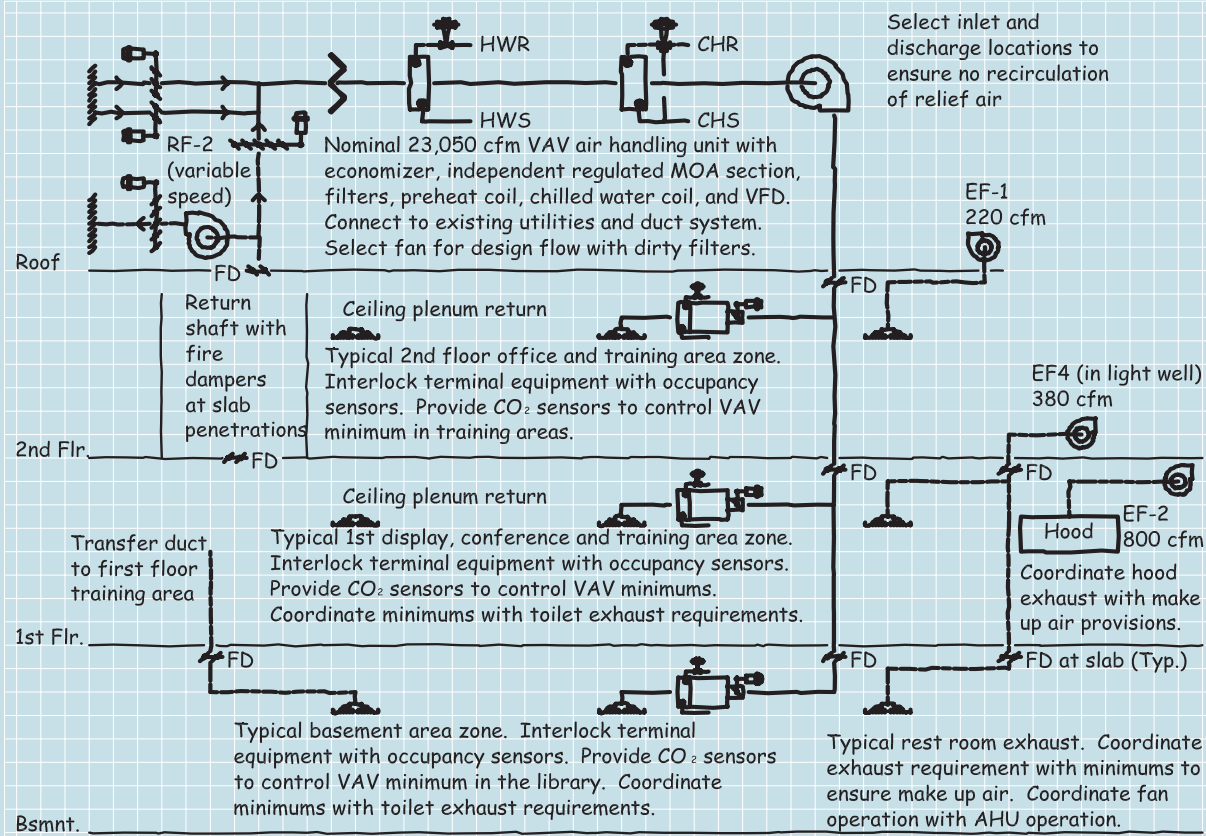 Select inlet and
discharge locations to
ensure no recirculation
of relief air
HWR
CHR
HWS
CHS
RF-2
(variable
speed)
Nominal 23,050 cfm VAV air handling unit with
economizer, independent regulated MOA section,
filters, preheat coil, chilled water coil, and VFD.
Connect to existing utilities and duct system.
Select fan for design flow with dirty filters.
EF-1
220 cfm
Roof
FD
FD
Return
shaft with
fire
dampers
at slab
penetrations
Ceiling plenum return
Typical 2nd floor office and training area zone.
Interlock terminal equipment with occupancy
sensors.  Provide CO₂ sensors to control VAV
minimum in training areas.
EF4 (in light well)
380 cfm
2nd Flr.
FD
FD
FD
Ceiling plenum return
EF-2
800 cfm
Hood
Transfer duct
to first floor
training area
Typical 1st display, conference and training area zone.
Interlock terminal equipment with occupancy sensors.
Provide CO₂ sensors to control VAV minimums.
Coordinate minimums with toilet exhaust requirements.
Coordinate hood
exhaust with make
up air provisions.
1st Flr.
FD
FD
FD at slab (Typ.)
Typical basement area zone.  Interlock terminal
equipment with occupancy sensors.  Provide CO₂ sensors
to control VAV minimum in the library.  Coordinate
minimums with toilet exhaust requirements.
Typical rest room exhaust.  Coordinate
exhaust requirement with minimums to
ensure make up air.  Coordinate fan
operation with AHU operation.
Bsmnt.